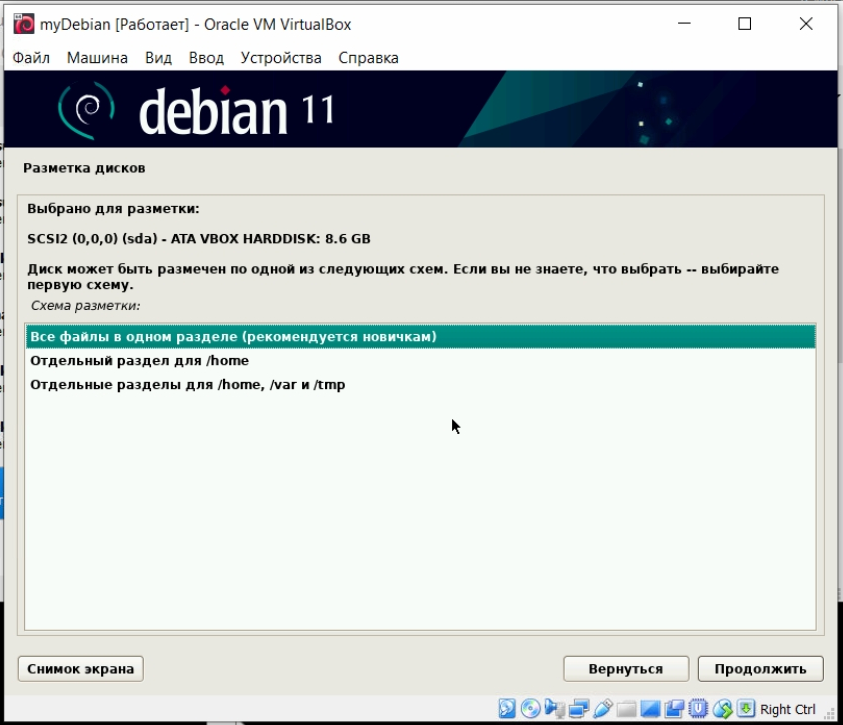 myDebian [Работает] - Oracle VM VirtualBox
Файл Машина Вид Ввод Устройства Справка
debian 11
Разметка дисков
Выбрано для разметки:
SCSI2 (0,0,0) (sda) - ATA VBOX HARDDISK: 8.6 GB
Диск может быть размечен по одной из следующих схем. Если вы не знаете, что выбрать -- выбирайте
первую схему.
Схема разметки:
Все файлы в одном разделе (рекомендуется новичкам)
Отдельный раздел для /home
Отдельные разделы для /home, /var и /tmp
Снимок экрана Вернуться Продолжить
Right Ctrl